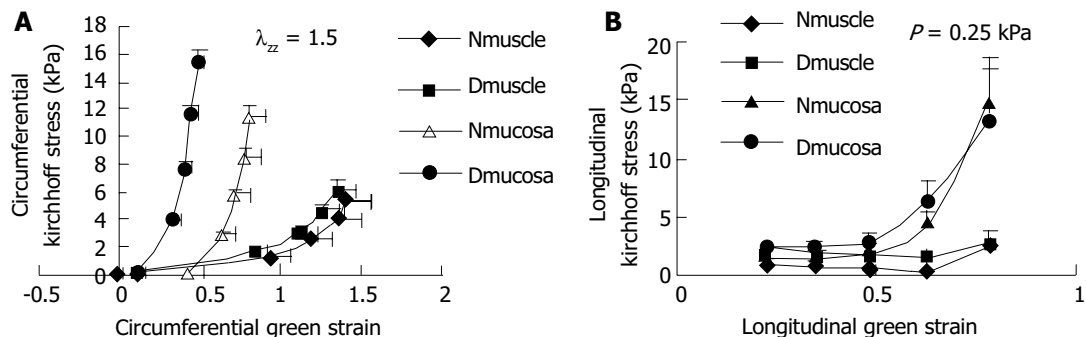 A
Circumferential
kirchhoff stress (kPa)
18
16
14
12
10
8
6
4
2
0
-0.5
0
0.5
1
1.5
2
Circumferential green strain
λzz = 1.5
Nmuscle
Dmuscle
Nmucosa
Dmucosa
B
Longitudinal
kirchhoff stress (kPa)
20
15
10
5
0
0
0.5
1
Longitudinal green strain
P = 0.25 kPa
Nmuscle
Dmuscle
Nmucosa
Dmucosa